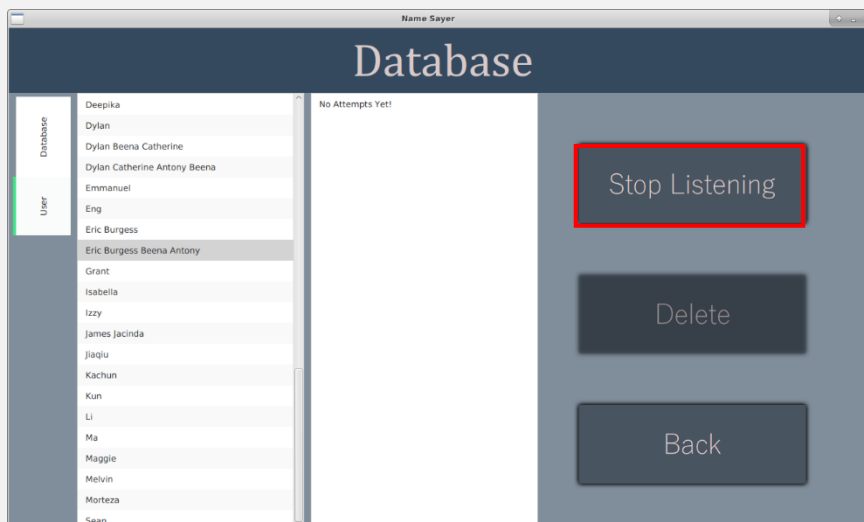 Name Sayer
Database
Database
User
Deepika
Dylan
Dylan Beena Catherine
Dylan Catherine Antony Beena
Emmanuel
Eng
Eric Burgess
Eric Burgess Beena Antony
Grant
Isabella
Izzy
James Jacinda
Jiaqiu
Kachun
Kun
Li
Ma
Maggie
Melvin
Morteza
Sean
No Attempts Yet!
Stop Listening
Delete
Back